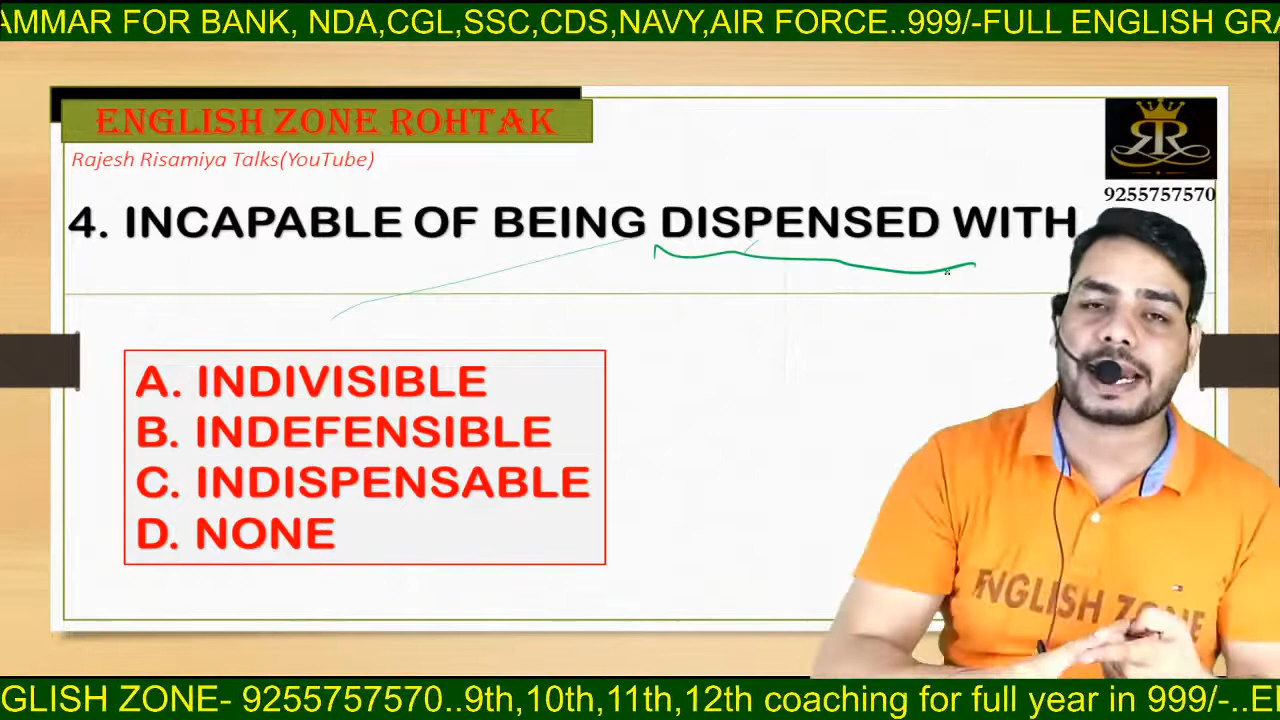 AMMAR FOR BANK, NDA,CGL,SSC,CDS,NAVY,AIR FORCE..999/-FULL ENGLISH GRA
ENGLISH ZONE ROHTAK
Rajesh Risamiya Talks(YouTube)
9255757570
4. INCAPABLE OF BEING DISPENSED WITH
A. INDIVISIBLE
B. INDEFENSIBLE
C. INDISPENSABLE
D. NONE
ENGLISH ZONE
GLISH ZONE- 9255757570..9th,10th,11th,12th coaching for full year in 999/-..E